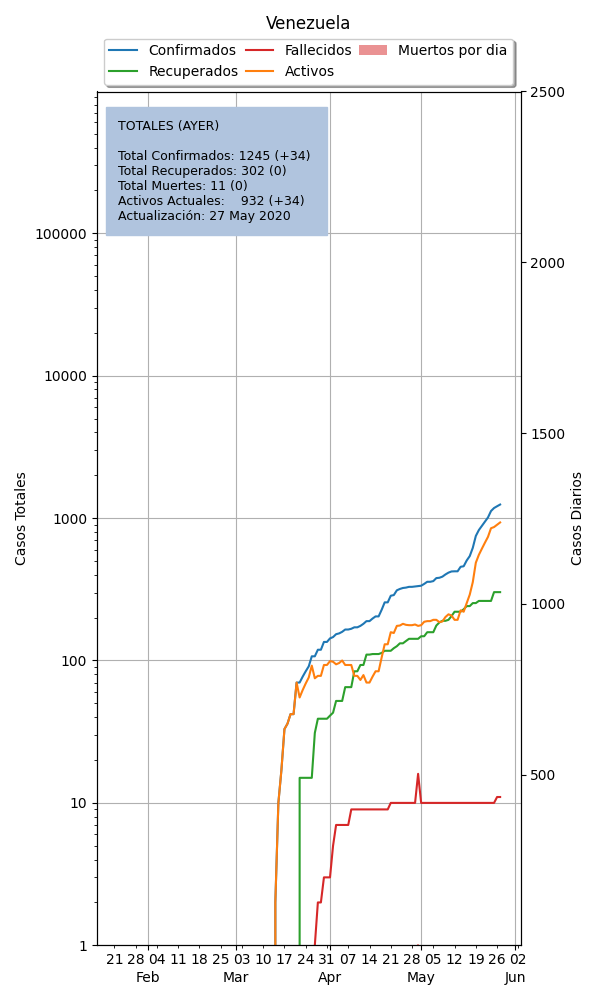 Venezuela
Confirmados Fallecidos Muertos por dia
Recuperados Activos
TOTALES (AYER)
Total Confirmados: 1245 (+34)
Total Recuperados: 302 (0)
Total Muertes: 11 (0)
Activos Actuales: 932 (+34)
Actualización: 27 May 2020
100000
10000
1000
100
10
1
Casos Totales
2500
2000
1500
1000
500
Casos Diarios
21 28 04 11 18 25 03 10 17 24 31 07 14 21 28 05 12 19 26 02
Feb Mar Apr May Jun